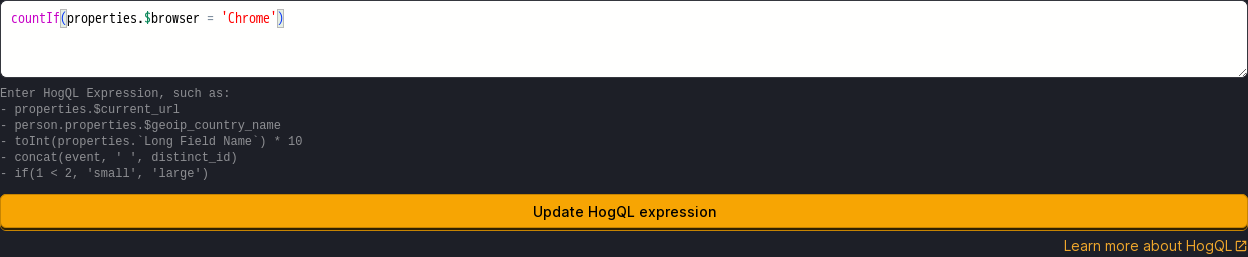 countIf(properties.$browser = 'Chrome')
Enter HogQL Expression, such as:
- properties.$current_url
- person.properties.$geoip_country_name
- toInt(properties.`Long Field Name`) * 10
- concat(event, ' ', distinct_id)
- if(1 < 2, 'small', 'large')
Update HogQL expression
Learn more about HogQL